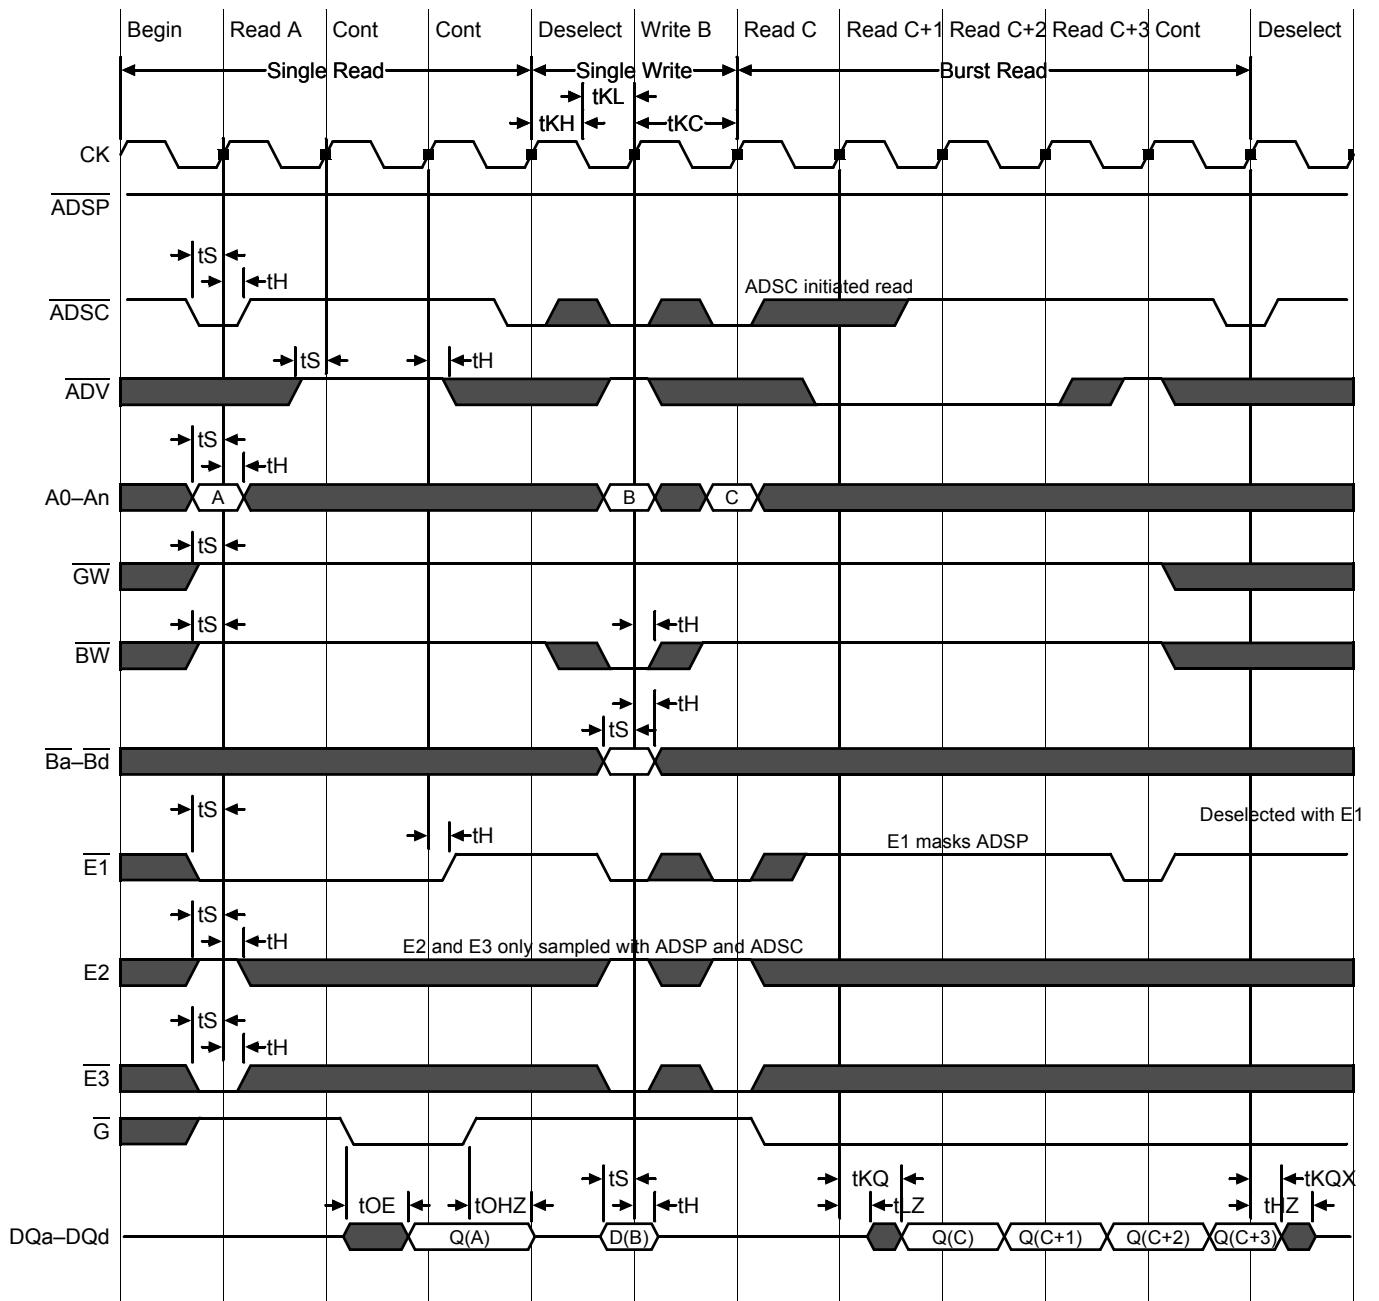 Begin Read A Cont Cont Deselect Write B Read C Read C+1 Read C+2 Read C+3 Cont Deselect
Single Read Single Write Burst Read
tKL
tKH tKC
CK
ADSP
tS
tH
ADSC initiated read
ADSC
tS tH
ADV
tS
tH
A0–An A B C
tS
GW
tS tH
BW
tH
tS
Ba–Bd
tS
Deselected with E1
tH
E1 masks ADSP
E1
tS
tH
E2 and E3 only sampled with ADSP and ADSC
E2
tS
tH
E3
G
tS tKQ tKQX
tOE tOHZ tH tLZ tHZ
DQa–DQd Q(A) D(B) Q(C) Q(C+1) Q(C+2) Q(C+3)